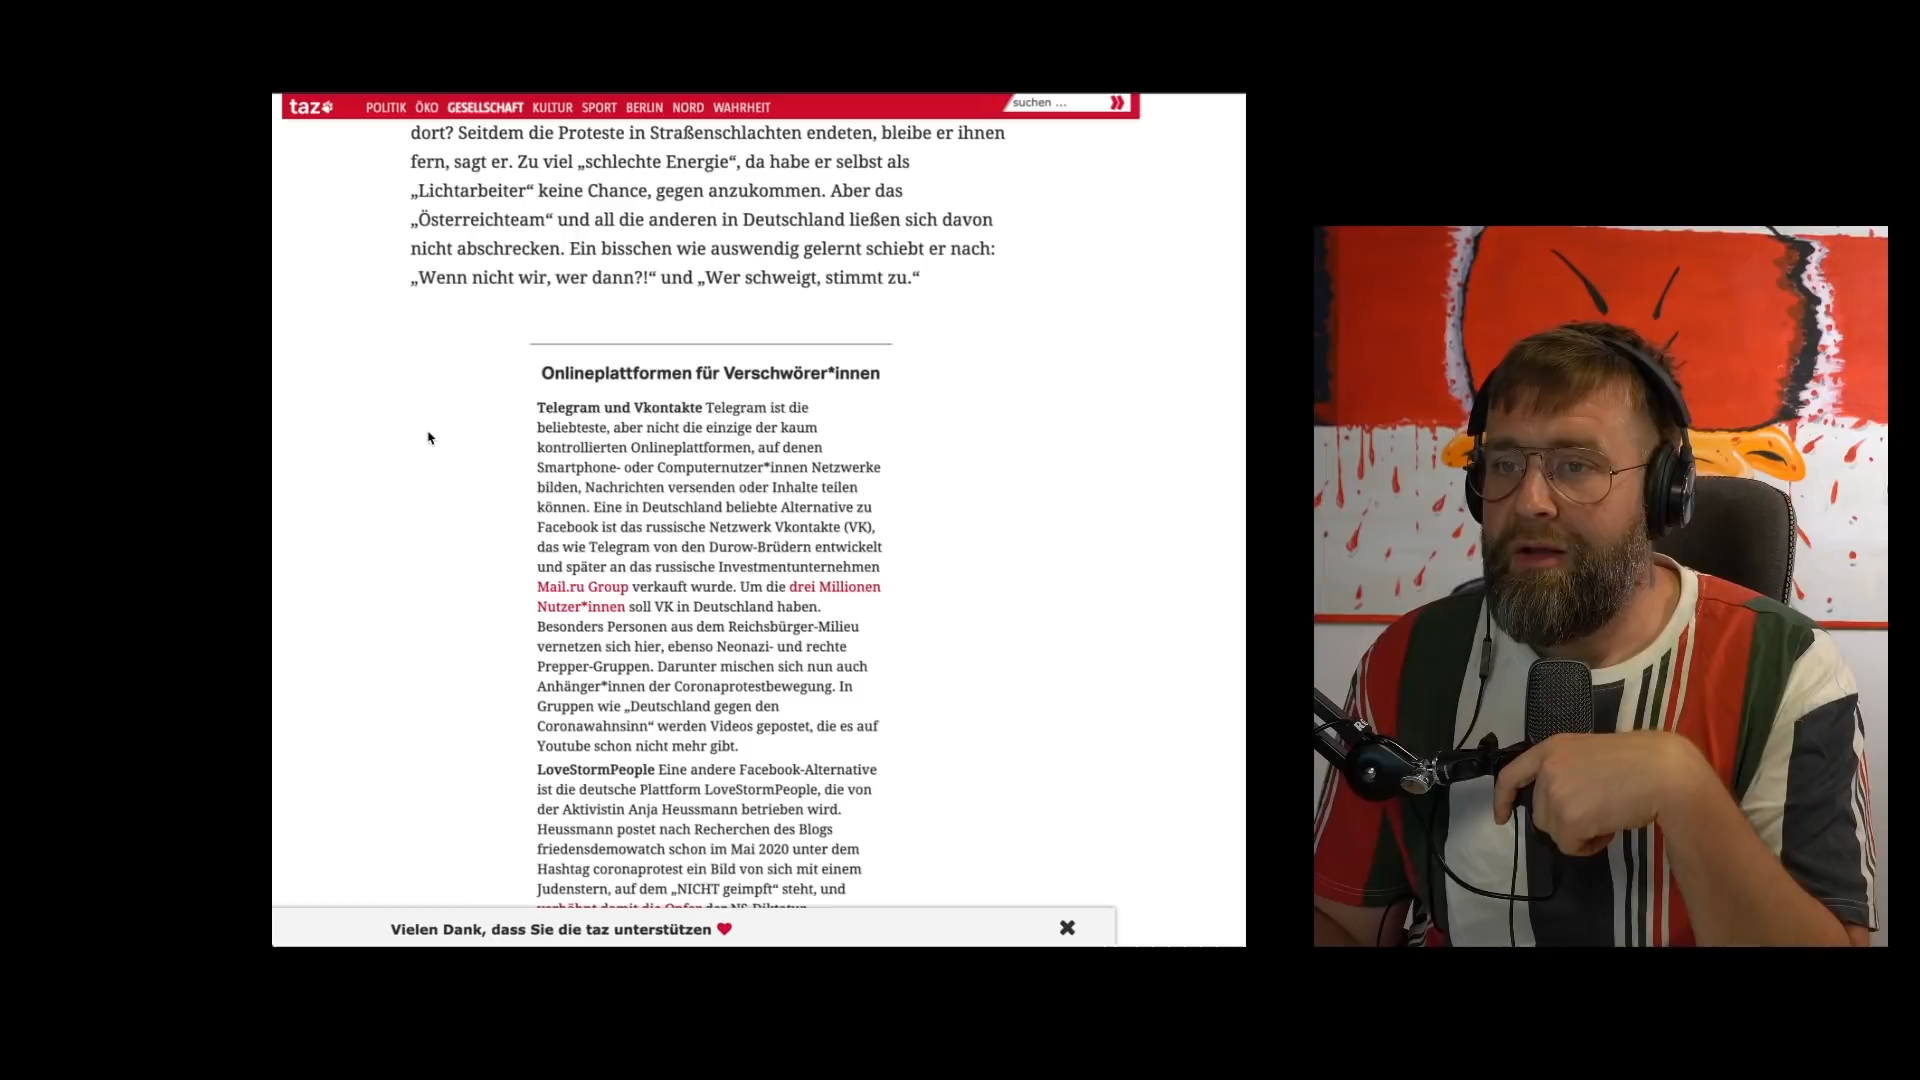 taz
POLITIK ÖKO GESELLSCHAFT KULTUR SPORT BERLIN NORD WAHRHEIT
suchen ...
dort? Seitdem die Proteste in Straßenschlachten endeten, bleibe er ihnen
fern, sagt er. Zu viel „schlechte Energie“, da habe er selbst als
„Lichtarbeiter“ keine Chance, gegen anzukommen. Aber das
„Österreichteam“ und all die anderen in Deutschland ließen sich davon
nicht abschrecken. Ein bisschen wie auswendig gelernt schiebt er nach:
„Wenn nicht wir, wer dann?!“ und „Wer schweigt, stimmt zu.“
Onlineplattformen für Verschwörer*innen
Telegram und Vkontakte Telegram ist die
beliebteste, aber nicht die einzige der kaum
kontrollierten Onlineplattformen, auf denen
Smartphone- oder Computernutzer*innen Netzwerke
bilden, Nachrichten versenden oder Inhalte teilen
können. Eine in Deutschland beliebte Alternative zu
Facebook ist das russische Netzwerk Vkontakte (VK),
das wie Telegram von den Durow-Brüdern entwickelt
und später an das russische Investmentunternehmen
Mail.ru Group verkauft wurde. Um die drei Millionen
Nutzer*innen soll VK in Deutschland haben.
Besonders Personen aus dem Reichsbürger-Milieu
vernetzen sich hier, ebenso Neonazi- und rechte
Prepper-Gruppen. Darunter mischen sich nun auch
Anhänger*innen der Coronaprotestbewegung. In
Gruppen wie „Deutschland gegen den
Coronawahnsinn“ werden Videos gepostet, die es auf
Youtube schon nicht mehr gibt.
LoveStormPeople Eine andere Facebook-Alternative
ist die deutsche Plattform LoveStormPeople, die von
der Aktivistin Anja Heussmann betrieben wird.
Heussmann postet nach Recherchen des Blogs
friedensdemowatch schon im Mai 2020 unter dem
Hashtag coronaprotest ein Bild von sich mit einem
Judenstern, auf dem „NICHT geimpft“ steht, und
verhöhnt damit die Opfer der NS-Diktatur.
Vielen Dank, dass Sie die taz unterstützen